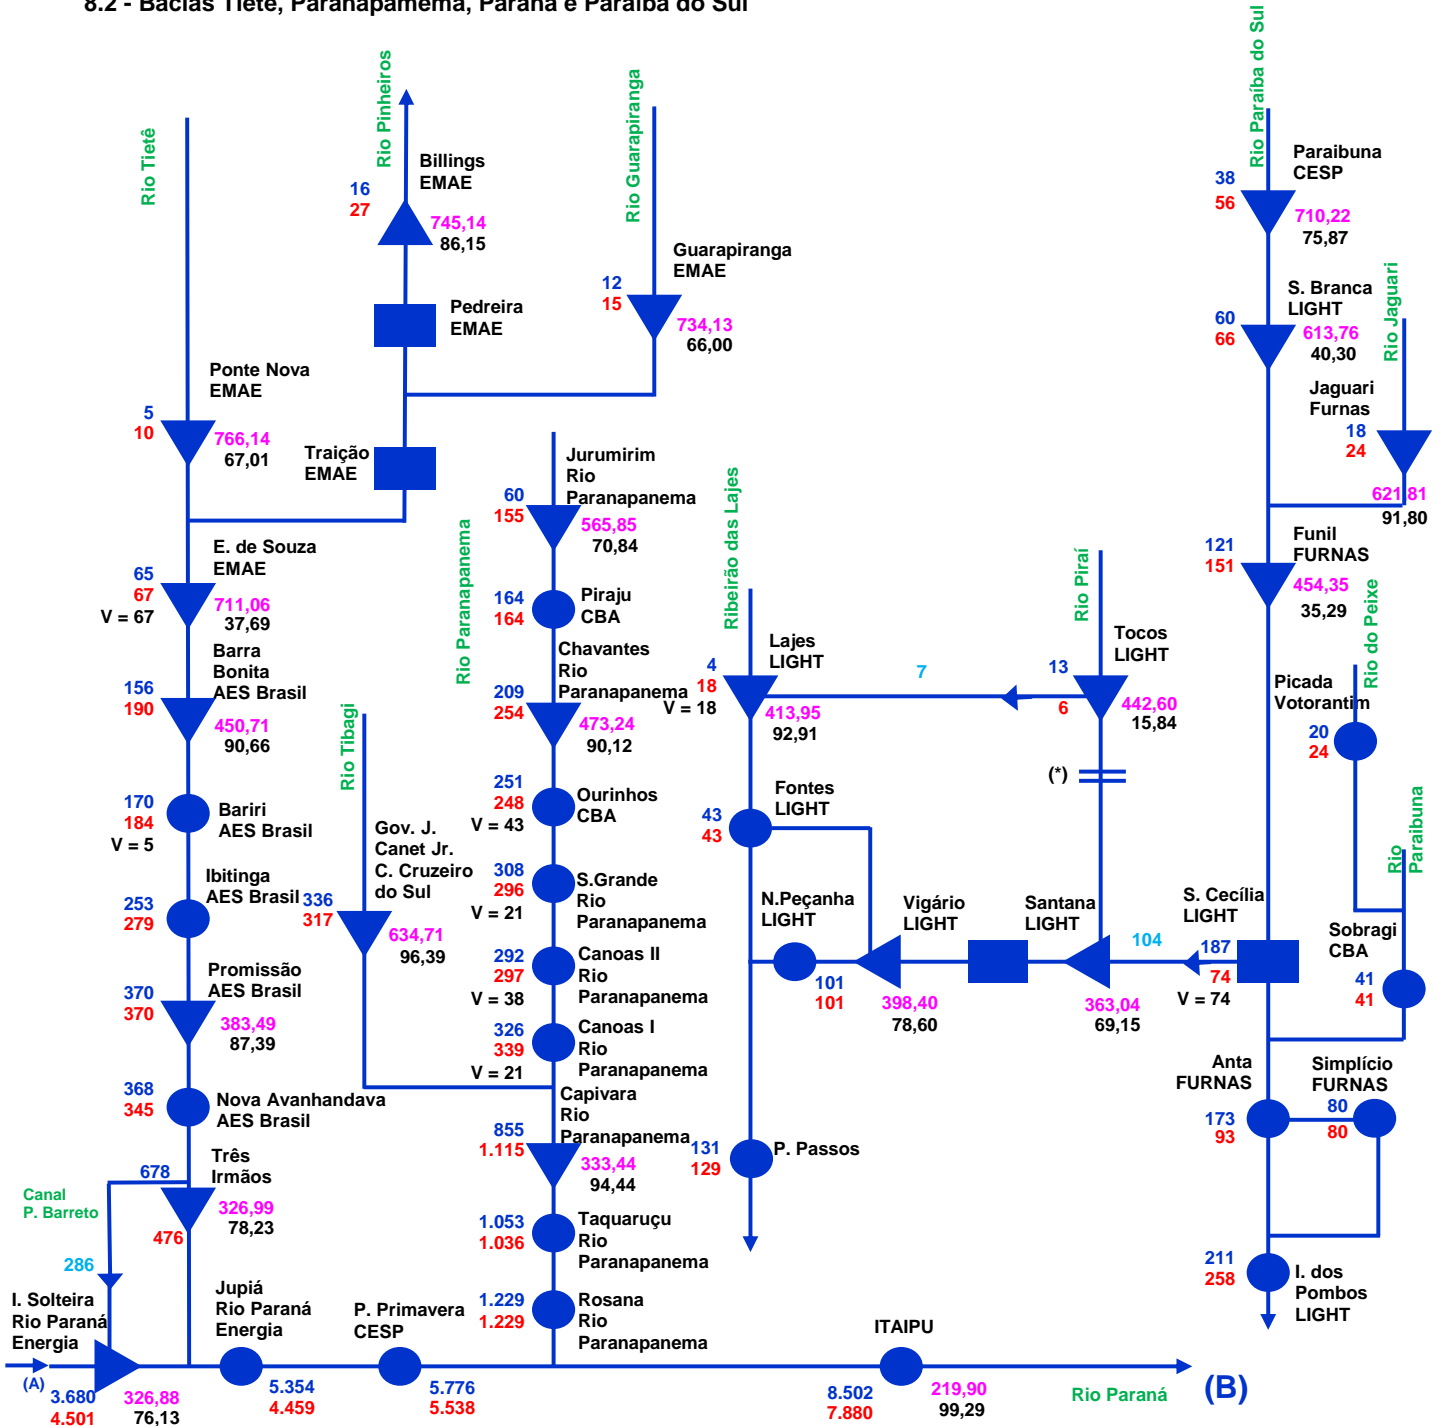 8.2 - Bacias Tietê, Paranapamema, Paraná e Paraíba do Sul
Rio Tietê
Rio Pinheiros
Rio Guarapiranga
Rio Paraíba do Sul
Billings
EMAE
16
27
745,14
86,15
Paraibuna
CESP
38
56
710,22
75,87
Guarapiranga
EMAE
12
15
734,13
66,00
Pedreira
EMAE
S. Branca
LIGHT
60
66
613,76
40,30
Rio Jaguari
Ponte Nova
EMAE
5
10
766,14
67,01
Traição
EMAE
Jaguari
Furnas
18
24
621,81
91,80
Jurumirim
Rio
Paranapanema
60
155
565,85
70,84
Rio Paranapanema
Ribeirão das Lajes
Rio Piraí
E. de Souza
EMAE
65
67
V = 67
711,06
37,69
Funil
FURNAS
121
151
454,35
35,29
Piraju
CBA
164
164
Rio do Peixe
Barra
Bonita
AES Brasil
156
190
450,71
90,66
Chavantes
Rio
Paranapanema
209
254
473,24
90,12
Lajes
LIGHT
4
18
V = 18
413,95
92,91
7
Tocos
LIGHT
13
6
442,60
15,84
(*)
Picada
Votorantim
20
24
Rio Tibagi
Bariri
AES Brasil
170
184
V = 5
Ourinhos
CBA
251
248
V = 43
Fontes
LIGHT
43
43
Rio
Paraibuna
Gov. J.
Canet Jr.
C. Cruzeiro
do Sul
336
317
634,71
96,39
Ibitinga
AES Brasil
253
279
S.Grande
Rio
Paranapanema
308
296
V = 21
N.Peçanha
LIGHT
101
101
Vigário
LIGHT
398,40
78,60
Santana
LIGHT
363,04
69,15
104
S. Cecília
LIGHT
187
74
V = 74
Sobragi
CBA
41
41
Promissão
AES Brasil
370
370
383,49
87,39
Canoas II
Rio
Paranapanema
292
297
V = 38
Canoas I
Rio
Paranapanema
326
339
V = 21
Nova Avanhandava
AES Brasil
368
345
Capivara
Rio
Paranapanema
855
1.115
333,44
94,44
Anta
FURNAS
173
93
Simplício
FURNAS
80
80
P. Passos
131
129
Três
Irmãos
678
476
326,99
78,23
Canal
P. Barreto
286
Taquaruçu
Rio
Paranapanema
1.053
1.036
I. dos
Pombos
LIGHT
211
258
I. Solteira
Rio Paraná
Energia
(A)
3.680
4.501
326,88
76,13
Jupiá
Rio Paraná
Energia
5.354
4.459
P. Primavera
CESP
5.776
5.538
Rosana
Rio
Paranapanema
1.229
1.229
ITAIPU
8.502
7.880
219,90
99,29
Rio Paraná
(B)